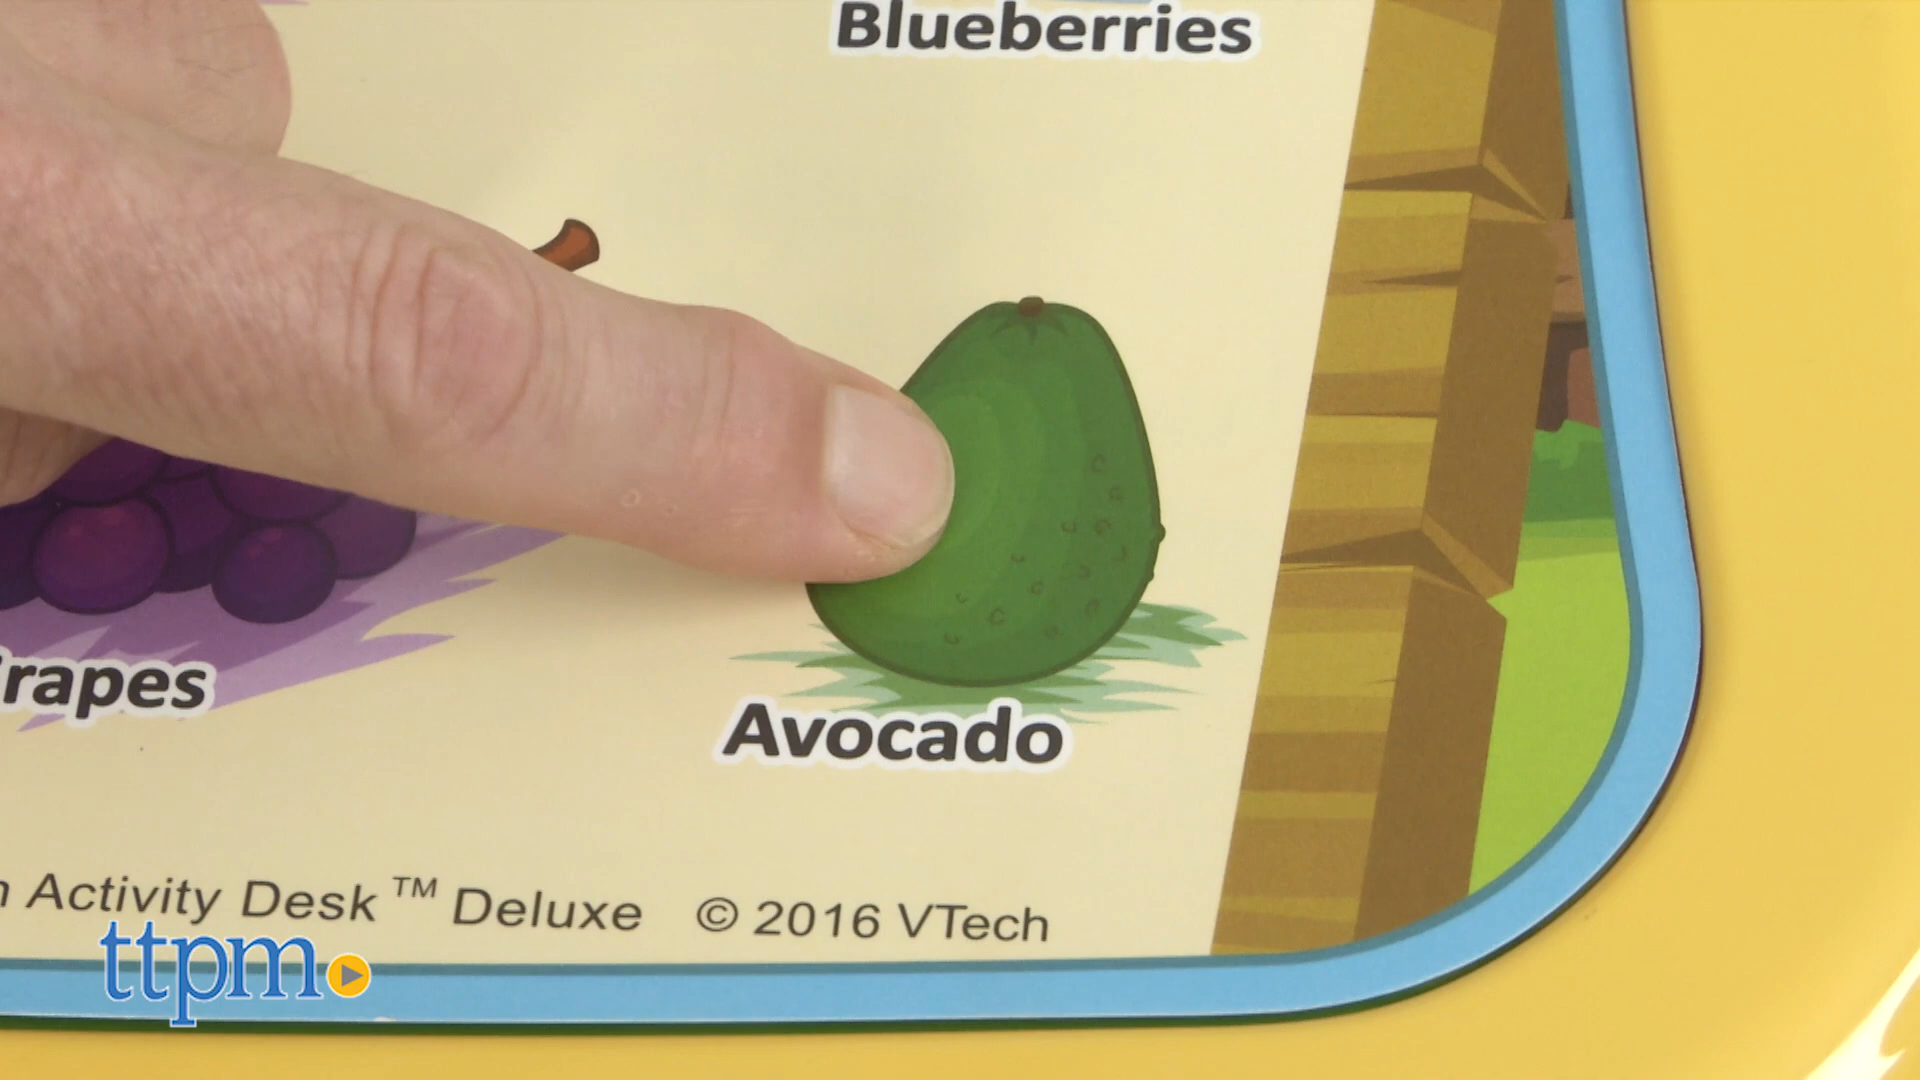 Blueberries
rapes
Avocado
n Activity Desk™ Deluxe © 2016 VTech
ttpm